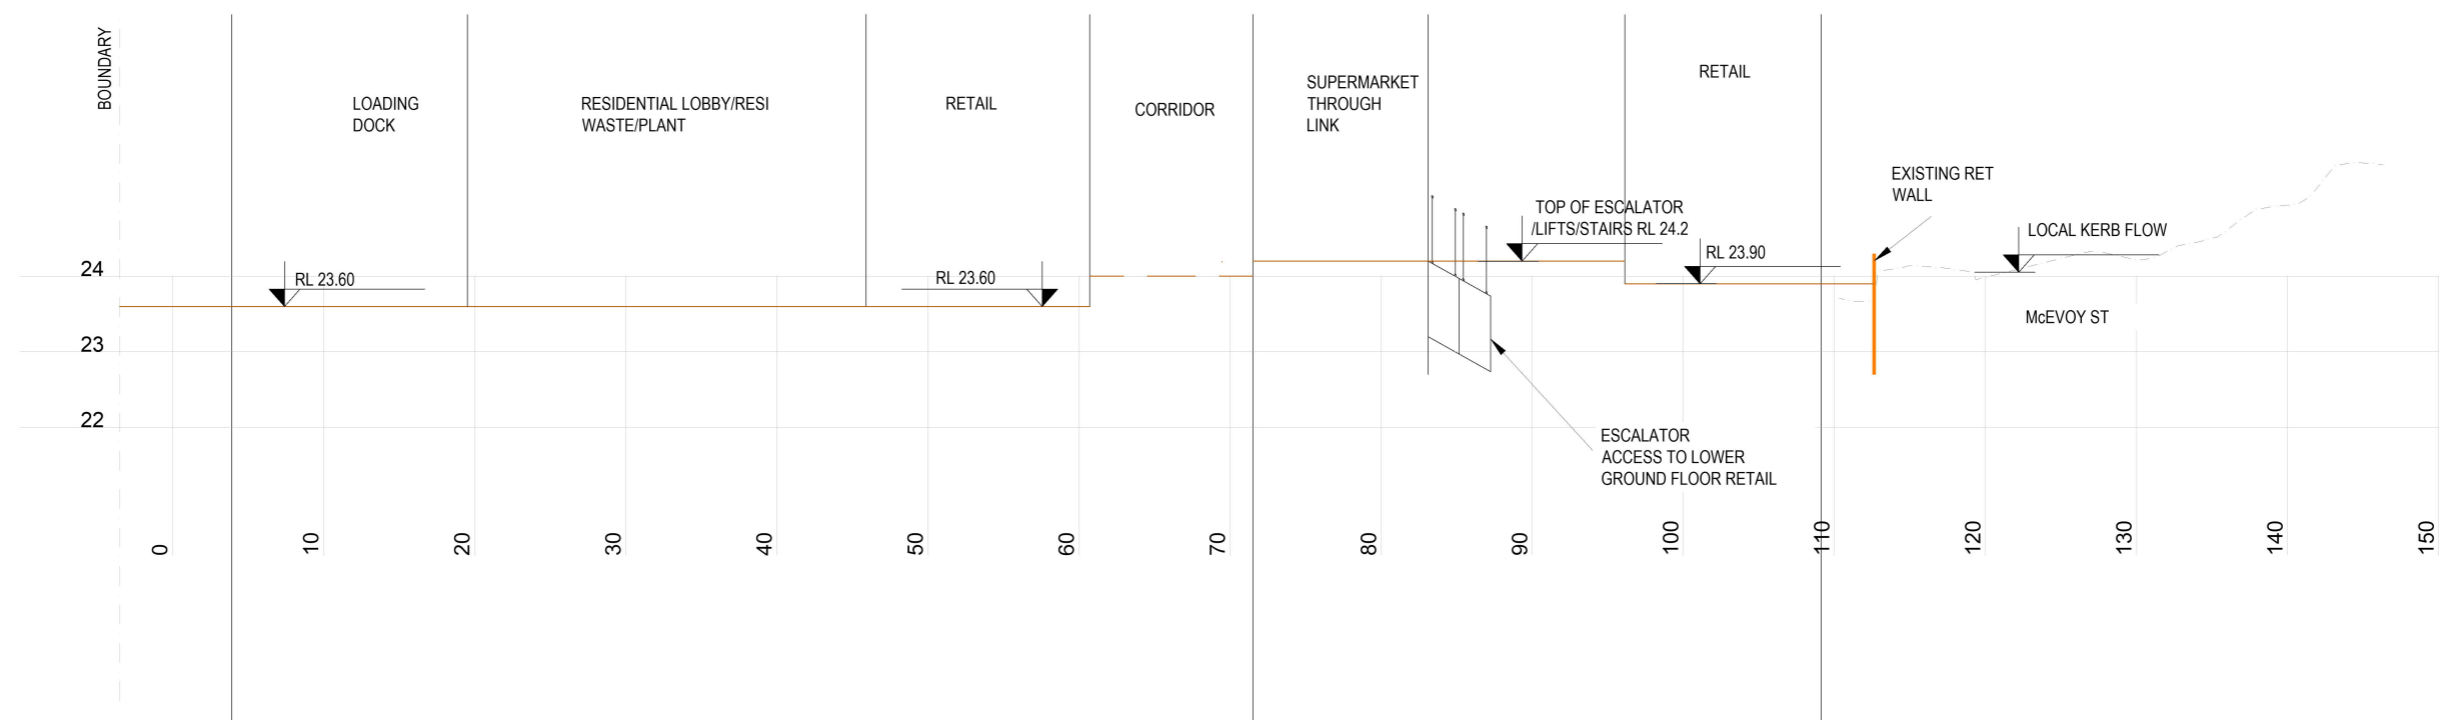 BOUNDARY
LOADING
DOCK
RESIDENTIAL LOBBY/RESI
WASTE/PLANT
RETAIL
CORRIDOR
SUPERMARKET
THROUGH
LINK
RETAIL
EXISTING RET
WALL
TOP OF ESCALATOR
/LIFTS/STAIRS RL 24.2
LOCAL KERB FLOW
RL 23.90
24
RL 23.60
RL 23.60
McEVOY ST
23
22
ESCALATOR
ACCESS TO LOWER
GROUND FLOOR RETAIL
0
10
20
30
40
50
60
70
80
90
100
110
120
130
140
150